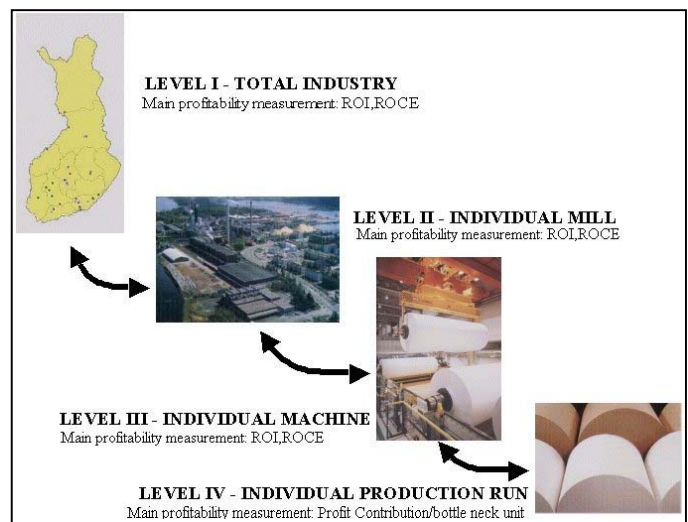 LEVEL I - TOTAL INDUSTRY
Main profitability measurement: ROI,ROCE
LEVEL II - INDIVIDUAL MILL
Main profitability measurement: ROI,ROCE
LEVEL III - INDIVIDUAL MACHINE
Main profitability measurement: ROI,ROCE
LEVEL IV - INDIVIDUAL PRODUCTION RUN
Main profitability measurement: Profit Contribution/bottle neck unit